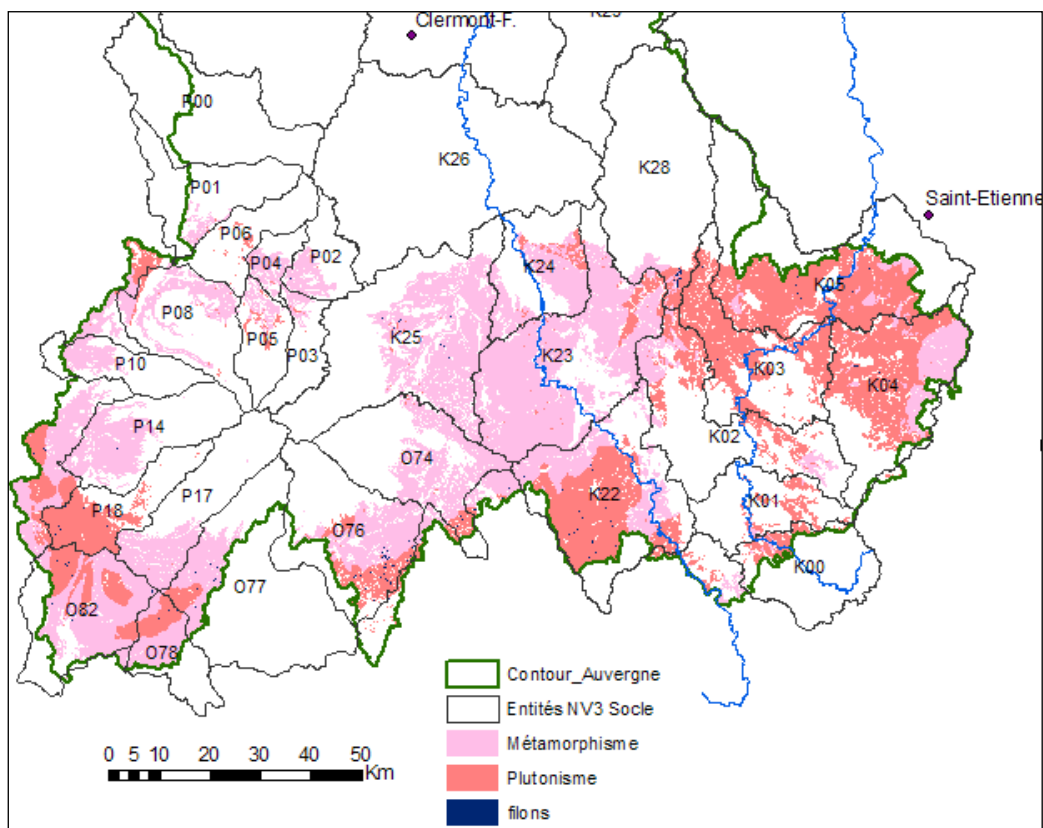 Clermont-F.
P00
K26
K28
P01
Saint-Etienne
P06
P02
P04
K24
K05
P08
K25
P05
P03
K23
K03
P10
K04
P14
K02
O74
P17
K22
K01
P18
O76
K00
O77
O82
O78
Contour_Auvergne
Entités NV3 Socle
Métamorphisme
Plutonisme
filons
0 5 10 20 30 40 50
Km